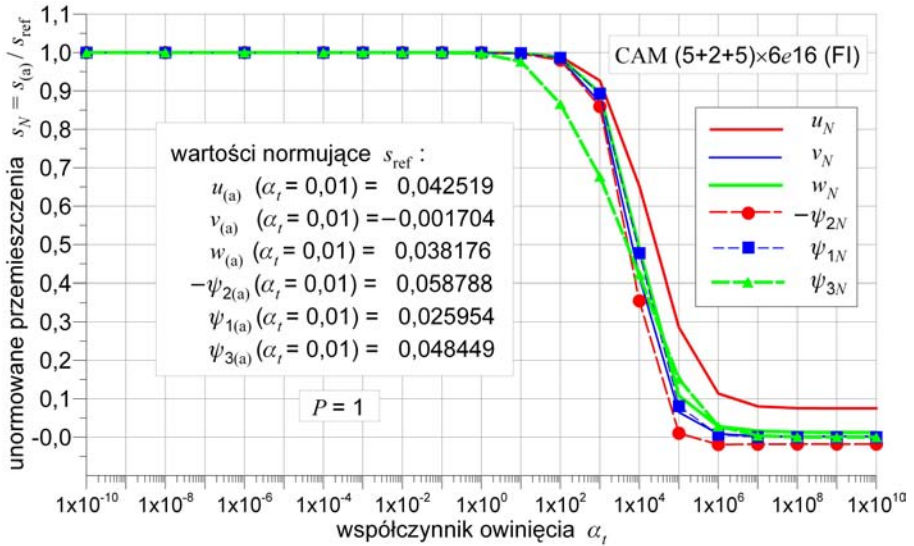 unormowane przemieszczenia s_N = s_(a) / s_ref
1,1
1,0
0,9
0,8
0,7
0,6
0,5
0,4
0,3
0,2
0,1
-0,0
CAM (5+2+5)×6e16 (FI)
u_N
v_N
w_N
−ψ_2N
ψ_1N
ψ_3N
wartości normujące s_ref :
u_(a) (α_t = 0,01) = 0,042519
v_(a) (α_t = 0,01) =−0,001704
w_(a) (α_t = 0,01) = 0,038176
−ψ_2(a) (α_t = 0,01) = 0,058788
ψ_1(a) (α_t = 0,01) = 0,025954
ψ_3(a) (α_t = 0,01) = 0,048449
P = 1
1x10^-10 1x10^-8 1x10^-6 1x10^-4 1x10^-2 1x10^0 1x10^2 1x10^4 1x10^6 1x10^8 1x10^10
współczynnik owinięcia α_t